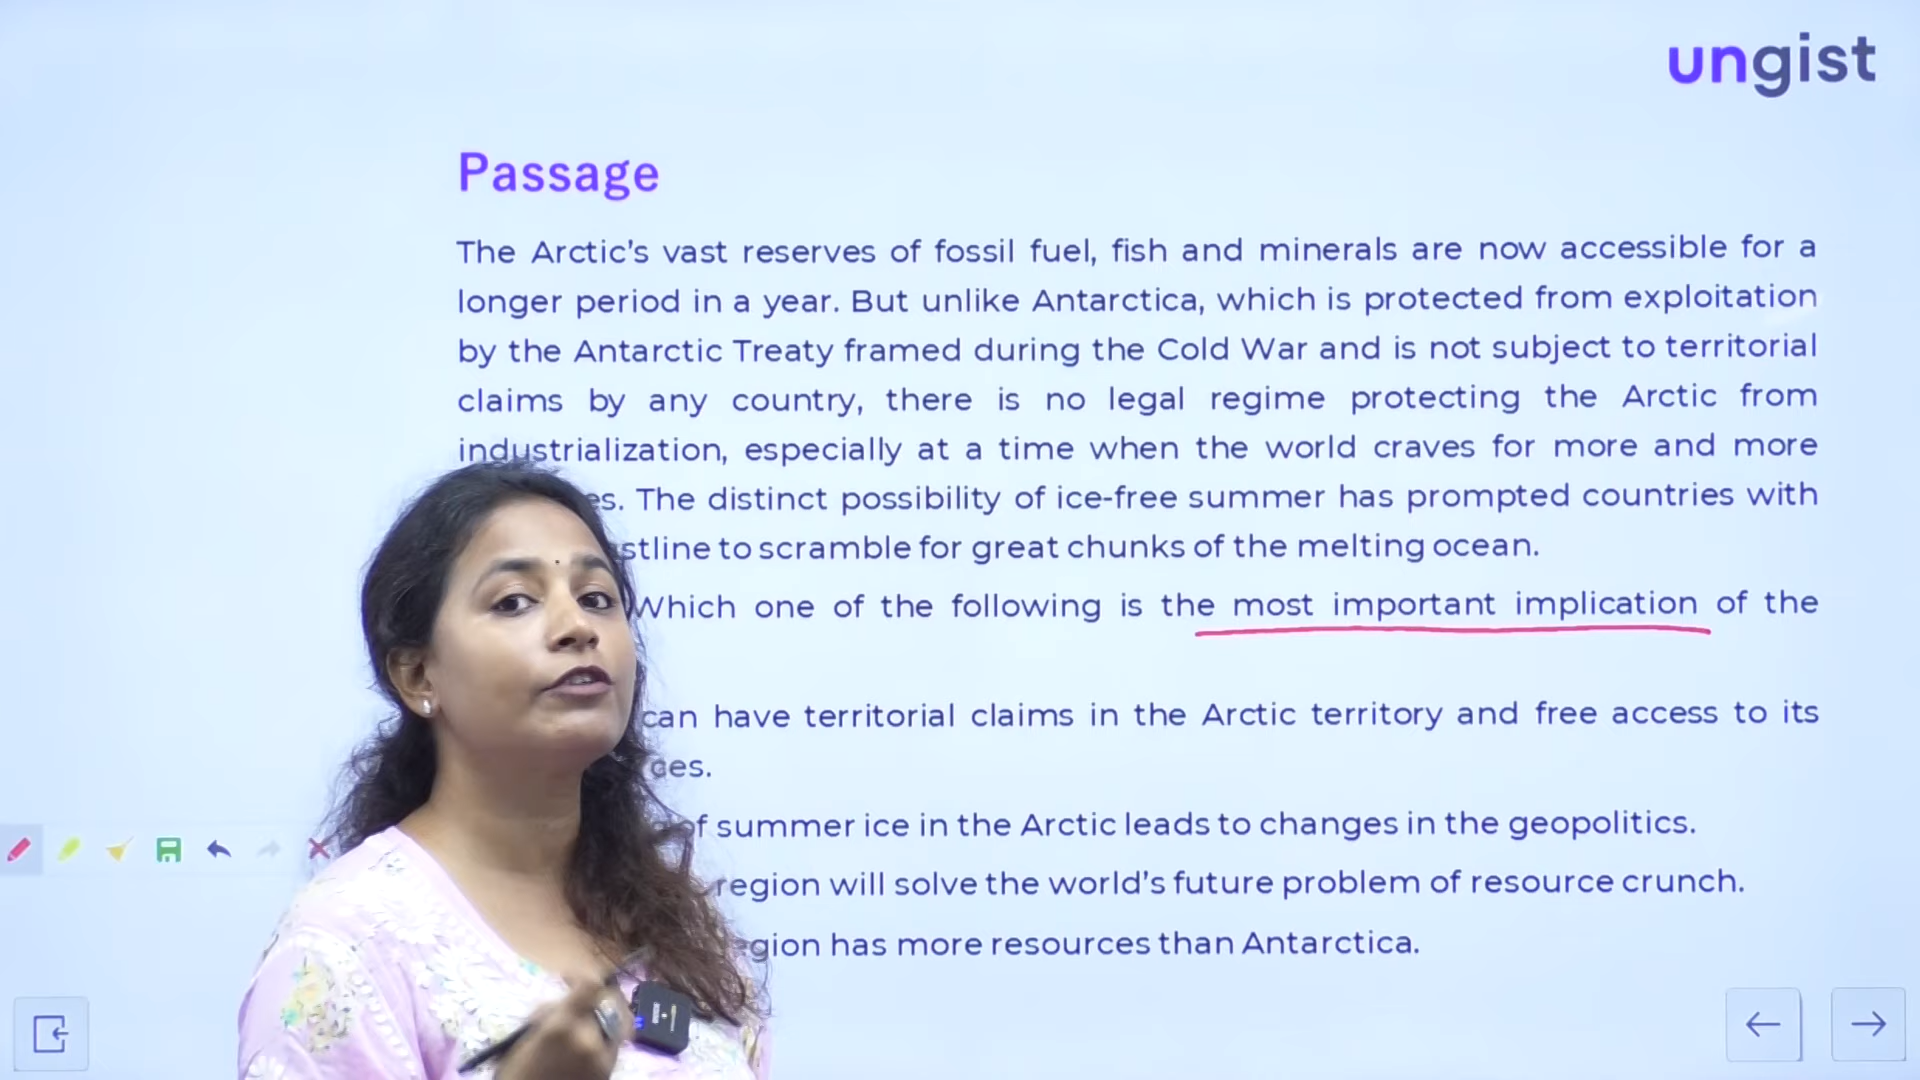 ungist
Passage
The Arctic's vast reserves of fossil fuel, fish and minerals are now accessible for a
longer period in a year. But unlike Antarctica, which is protected from exploitation
by the Antarctic Treaty framed during the Cold War and is not subject to territorial
claims by any country, there is no legal regime protecting the Arctic from
industrialization, especially at a time when the world craves for more and more
The distinct possibility of ice-free summer has prompted countries with
to scramble for great chunks of the melting ocean.
Which one of the following is the most important implication of the
can have territorial claims in the Arctic territory and free access to its
of summer ice in the Arctic leads to changes in the geopolitics.
region will solve the world's future problem of resource crunch.
has more resources than Antarctica.